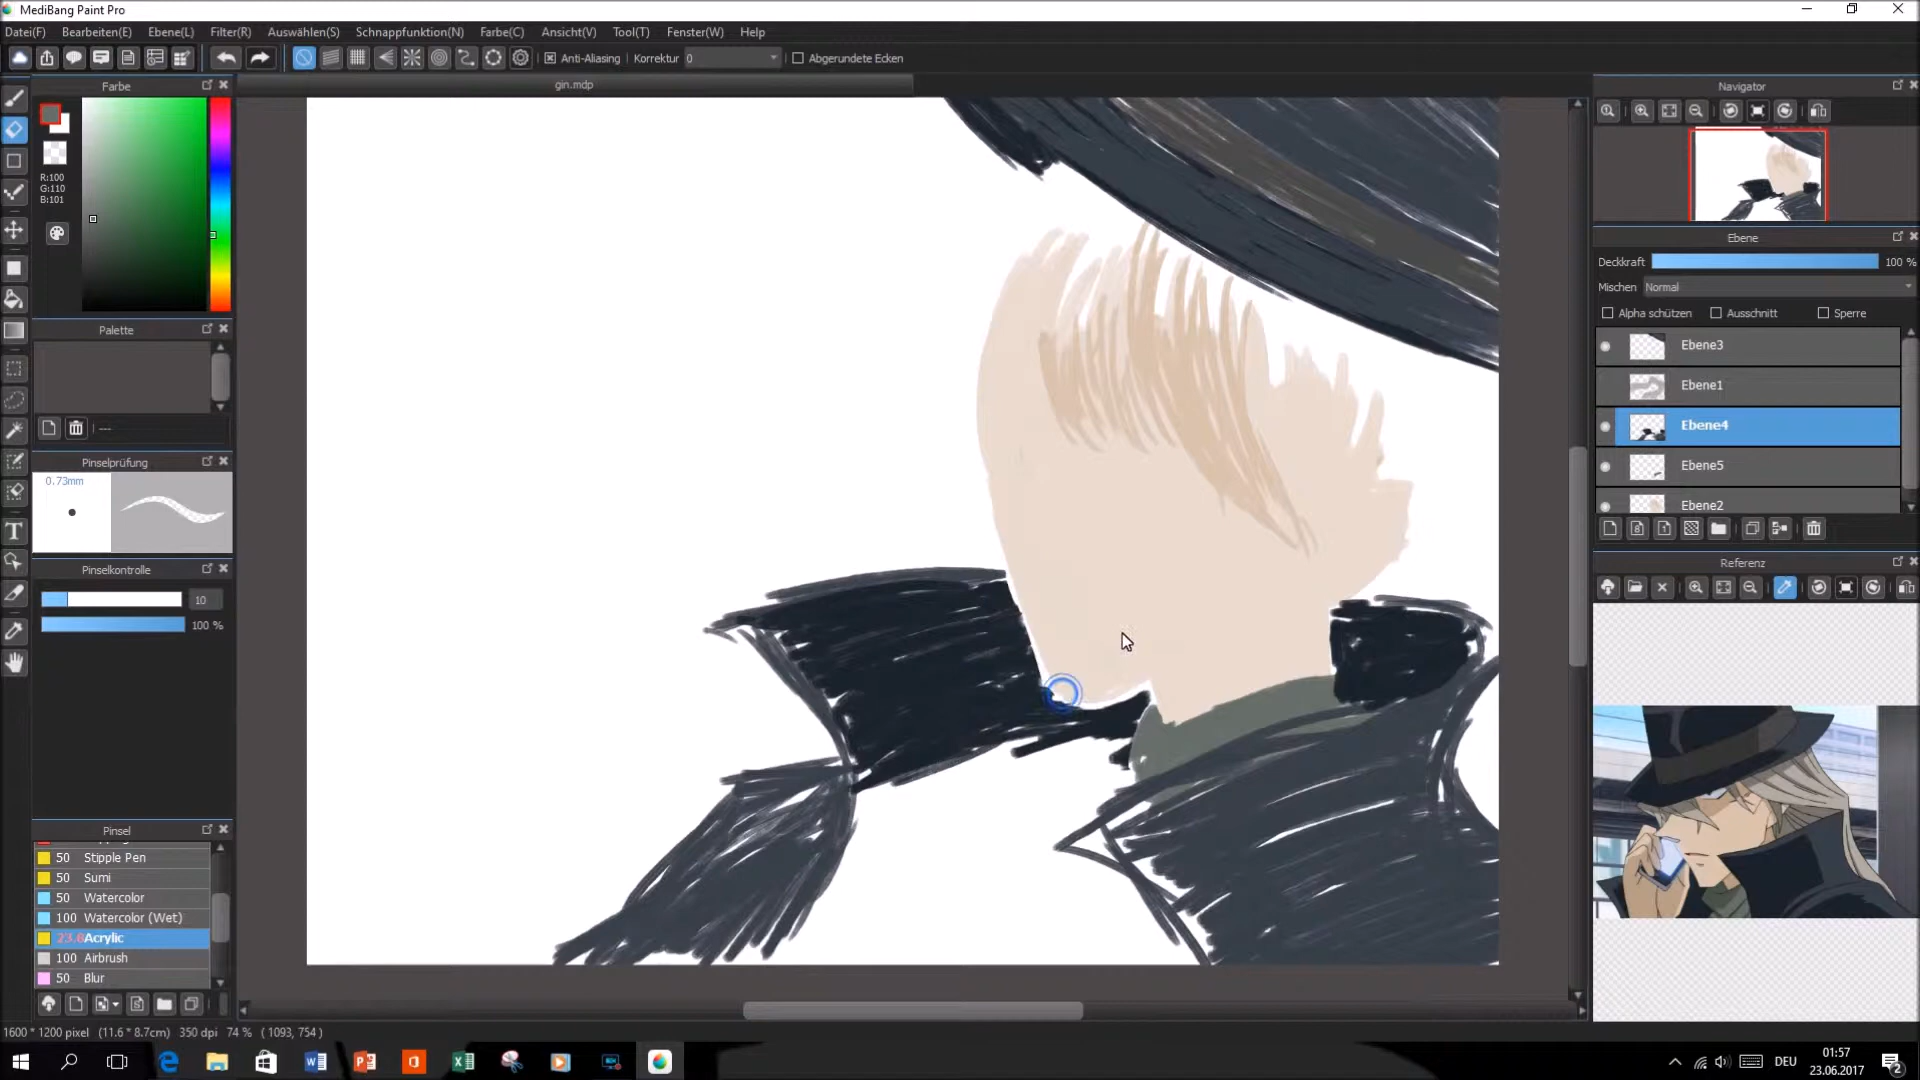 MediBang Paint Pro
Datei(F) Bearbeiten(E) Ebene(L) Filter(R) Auswählen(S) Schnappfunktion(N) Farbe(C) Ansicht(V) Tool(T) Fenster(W) Help
Anti-Aliasing Korrektur 0 Abgerundete Ecken
Farbe
gin.mdp
Navigator
R:100
G:110
B:101
Ebene
Deckkraft 100 %
Mischen Normal
Alpha schützen Ausschnitt Sperre
Palette
Ebene3
Ebene1
Ebene4
Ebene5
Ebene2
---
Pinselprüfung
0.73mm
8 1
Referenz
Pinselkontrolle
10
100 %
Pinsel
50 Stipple Pen
50 Sumi
50 Watercolor
100 Watercolor (Wet)
Acrylic
100 Airbrush
50 Blur
1600 * 1200 pixel (11.6 * 8.7cm) 350 dpi 74 % ( 1093, 754 )
DEU
01:57
23.06.2017
2